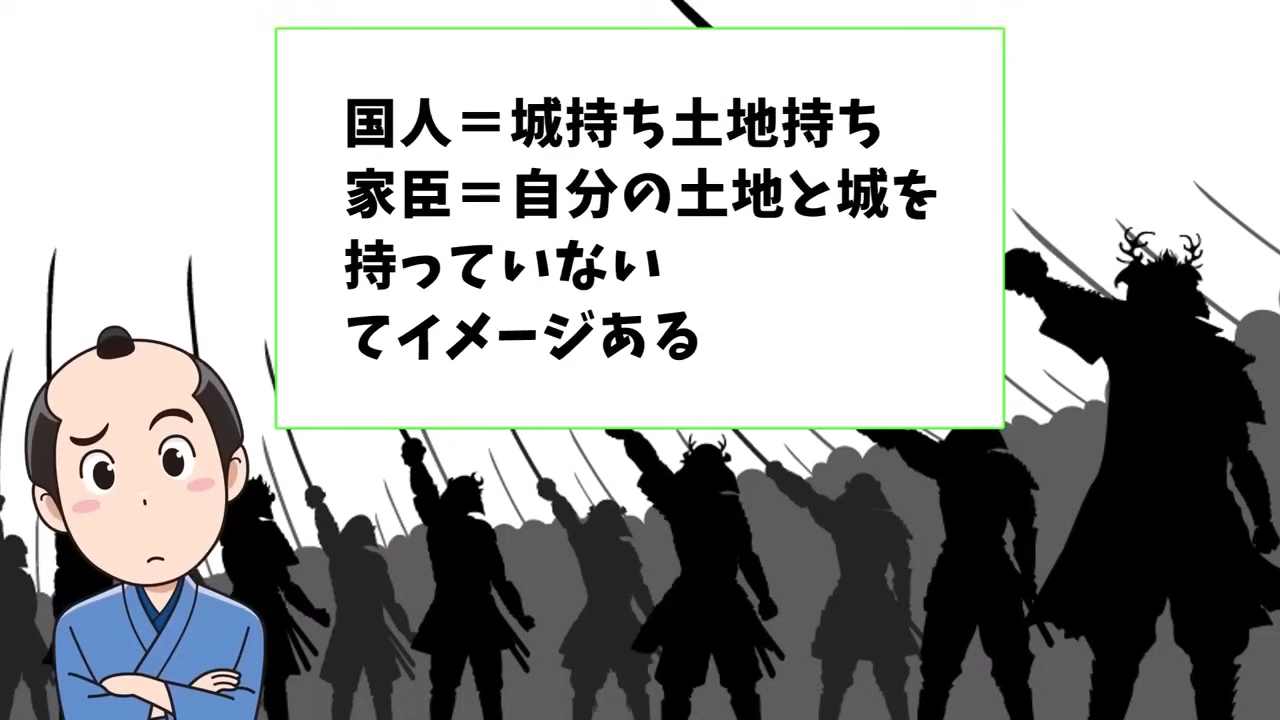 国人＝城持ち土地持ち
家臣＝自分の土地と城を
持っていない
てイメージある